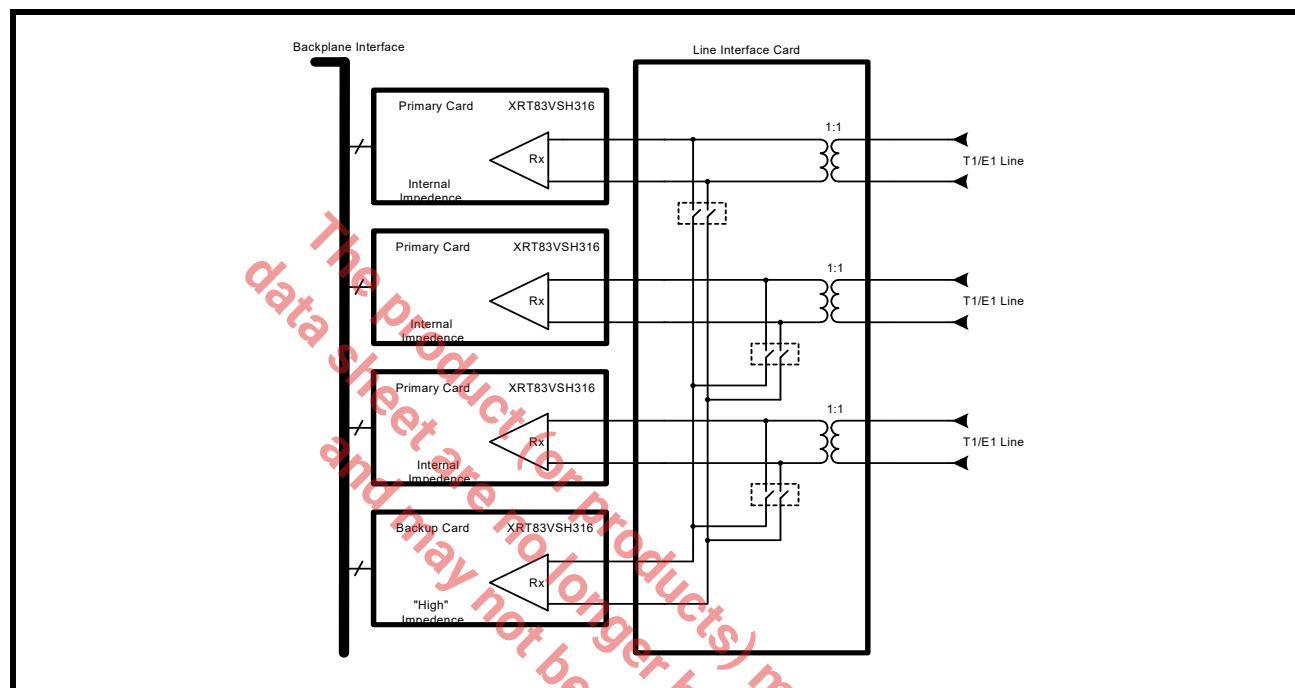 Backplane Interface
Line Interface Card
Primary Card XRT83VSH316
Rx
Internal
Impedence
1:1
T1/E1 Line
Primary Card XRT83VSH316
Rx
Internal
Impedence
1:1
T1/E1 Line
Primary Card XRT83VSH316
Rx
Internal
Impedence
1:1
T1/E1 Line
Backup Card XRT83VSH316
Rx
"High"
Impedence
The product (or products) m
data sheet are no longer b
and may not be